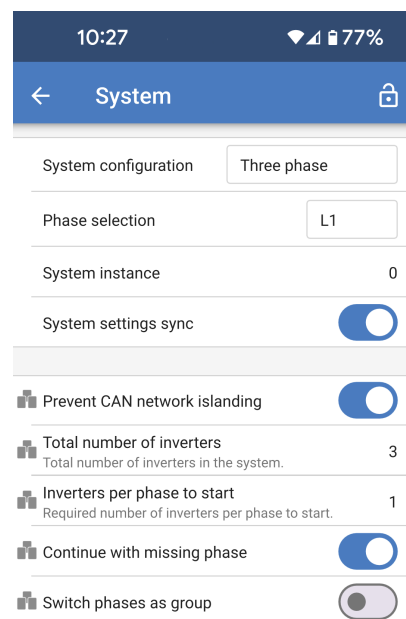 10:27 77%
System
System configuration Three phase
Phase selection L1
System instance 0
System settings sync
Prevent CAN network islanding
Total number of inverters
Total number of inverters in the system. 3
Inverters per phase to start
Required number of inverters per phase to start. 1
Continue with missing phase
Switch phases as group